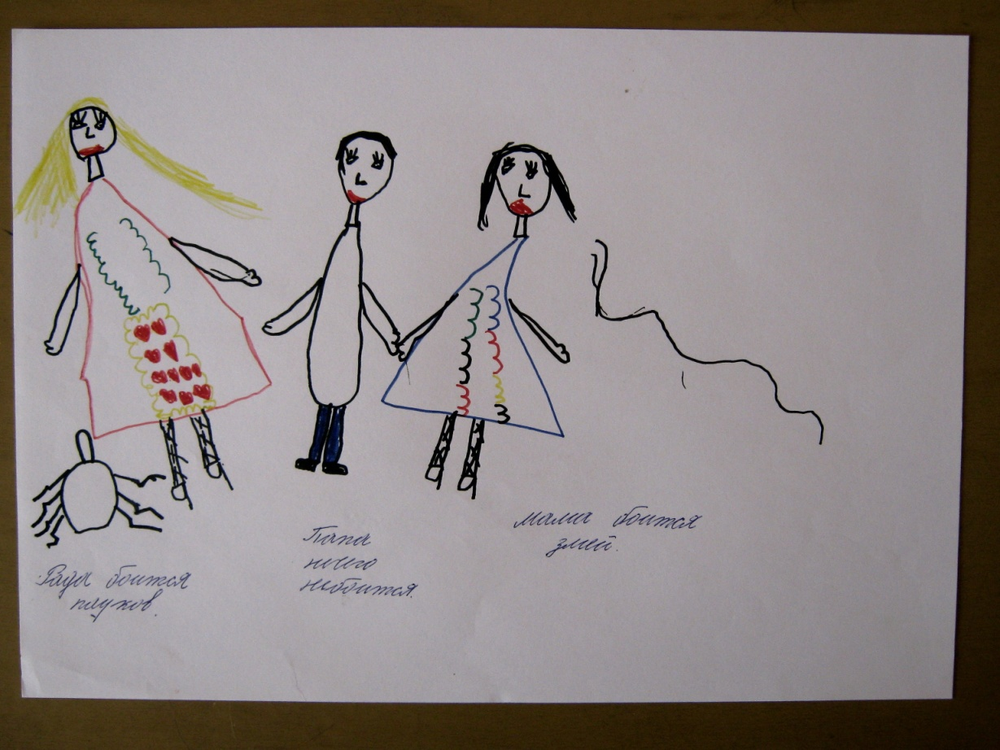 Рада боится
пауков.
Папа
ничего
небоится.
мама боится
змей.